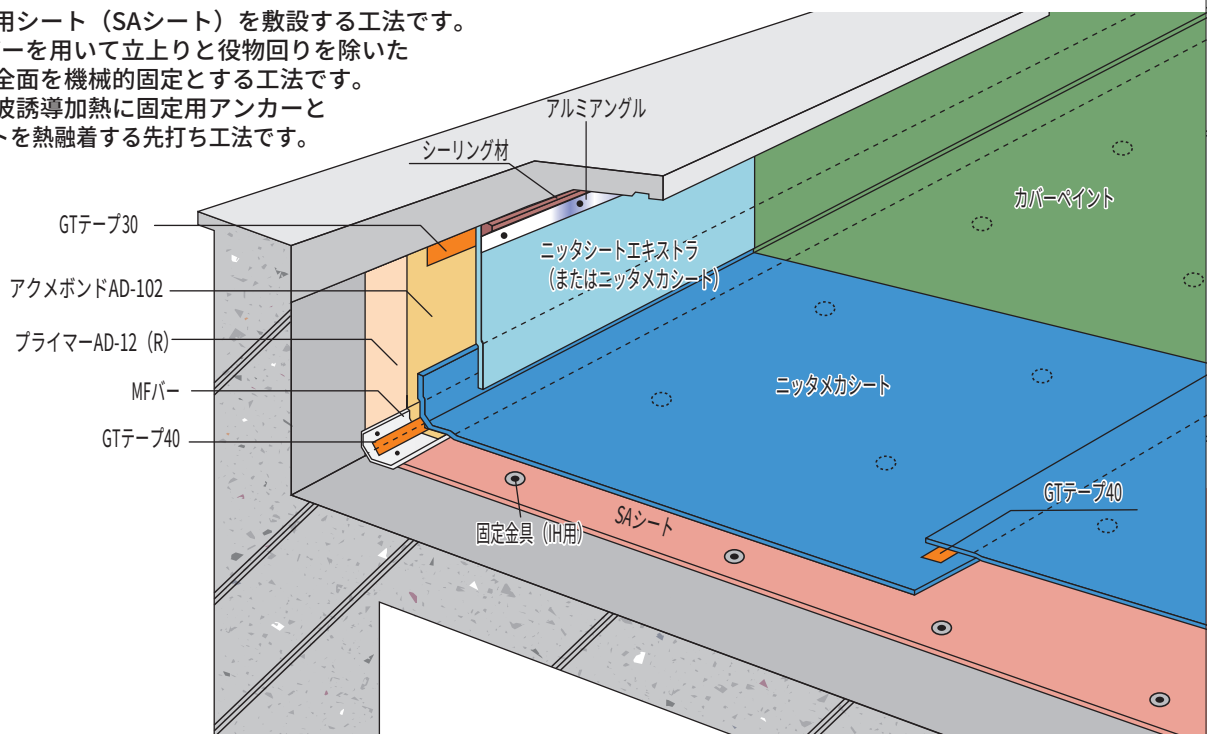 用シート（SAシート）を敷設する工法です。
ーを用いて立上りと役物回りを除いた
全面を機械的固定とする工法です。
波誘導加熱に固定用アンカーと
トを熱融着する先打ち工法です。
アルミアングル
シーリング材
GTテープ30
アクメボンドAD-102
プライマーAD-12（R）
MFバー
GTテープ40
ニッタシートエキストラ
（またはニッタメカシート）
カバーペイント
ニッタメカシート
GTテープ40
SAシート
固定金具（IH用）